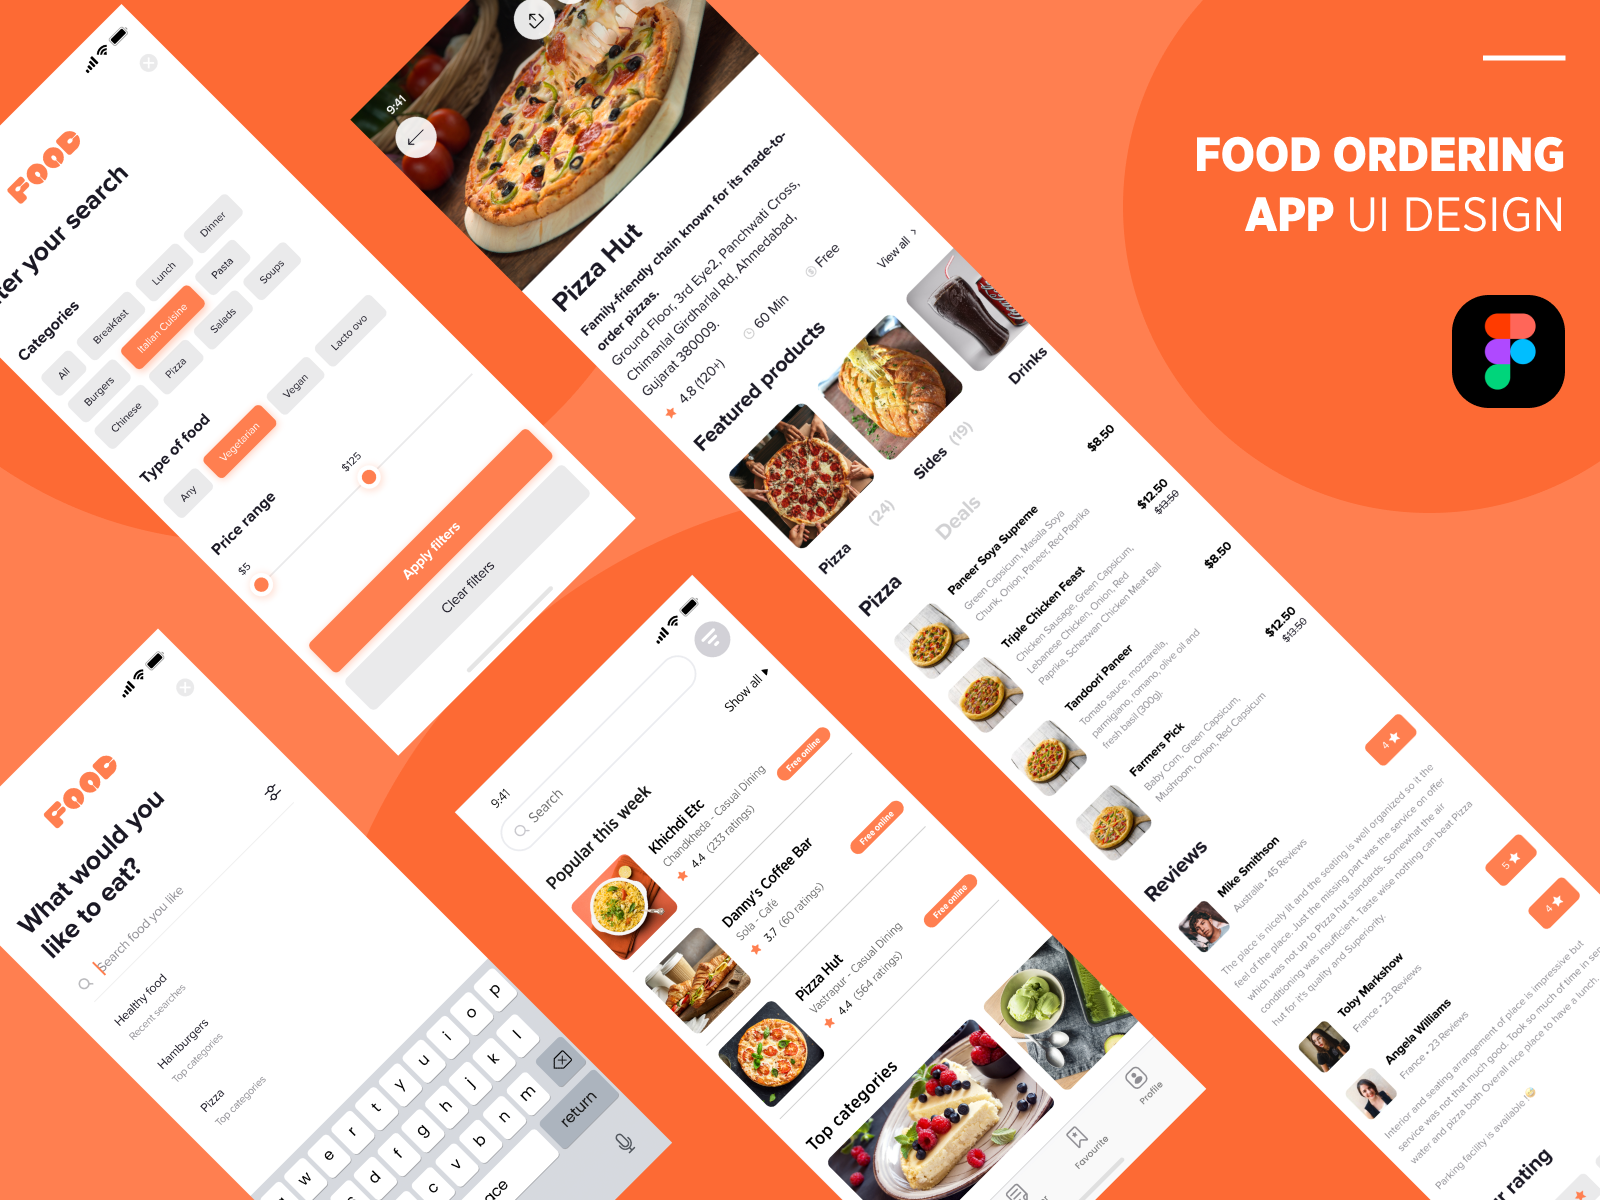 FOOD ORDERING
APP UI DESIGN
FOOD
ter your search
Categories
All
Breakfast
Lunch
Dinner
Burgers
Italian Cuisine
Pasta
Chinese
Pizza
Salads
Soups
Type of food
Any
Vegetarian
Vegan
Lacto ovo
Price range
$5
$125
Apply filters
Clear filters
9:41
Pizza Hut
Family-friendly chain known for its made-to-
order pizzas.
Ground Floor, 3rd Eye2, Panchwati Cross,
Chimanlal Girdharlal Rd, Ahmedabad,
Gujarat 380009.
4.8 (120+)
60 Min
Free
Featured products
View all
Pizza (24)
Sides (19)
Drinks
Pizza
Deals
Paneer Soya Supreme
$8.50
Green Capsicum, Masala Soya
Chunk, Onion, Paneer, Red Paprika
Triple Chicken Feast
$12.50
$13.50
Chicken Sausage, Green Capsicum,
Lebanese Chicken, Onion, Red
Paprika, Schezwan Chicken Meat Ball
Tandoori Paneer
$8.50
Tomato sauce, mozzarella,
parmigiano, romano, olive oil and
fresh basil (300g).
Farmers Pick
$12.50
$13.50
Baby Corn, Green Capsicum,
Mushroom, Onion, Red Capsicum
Reviews
Mike Smithson
Australia • 45 Reviews
4
The place is nicely lit and the seating is well organized so it the
feel of the place. Just the missing part was the service on offer
which was not up to Pizza hut standards. Somewhat the air
conditioning was insufficient. Taste wise nothing can beat Pizza
hut for it's quality and Superiority.
Toby Markshow
France • 23 Reviews
5
Angela Williams
France • 23 Reviews
4
Interior and seating arrangement of place is impressive but
service was not that much good. Took so much of time in ser
water and pizza both Overall nice place to have a lunch.
Parking facility is available
r rating
FOOD
What would you
like to eat?
Search food you like
Healthy food
Recent searches
Hamburgers
Top categories
Pizza
Top categories
w e r t y u i o p
d f g h j k l
c v b n m
ace
return
9:41
Search
Popular this week
Show all
Khichdi Etc
Chandkheda - Casual Dining
4.4 (233 ratings)
Free online
Danny's Coffee Bar
Sola - Café
3.7 (60 ratings)
Free online
Pizza Hut
Vastrapur - Casual Dining
4.4 (564 ratings)
Free online
Top categories
Favourite
Profile